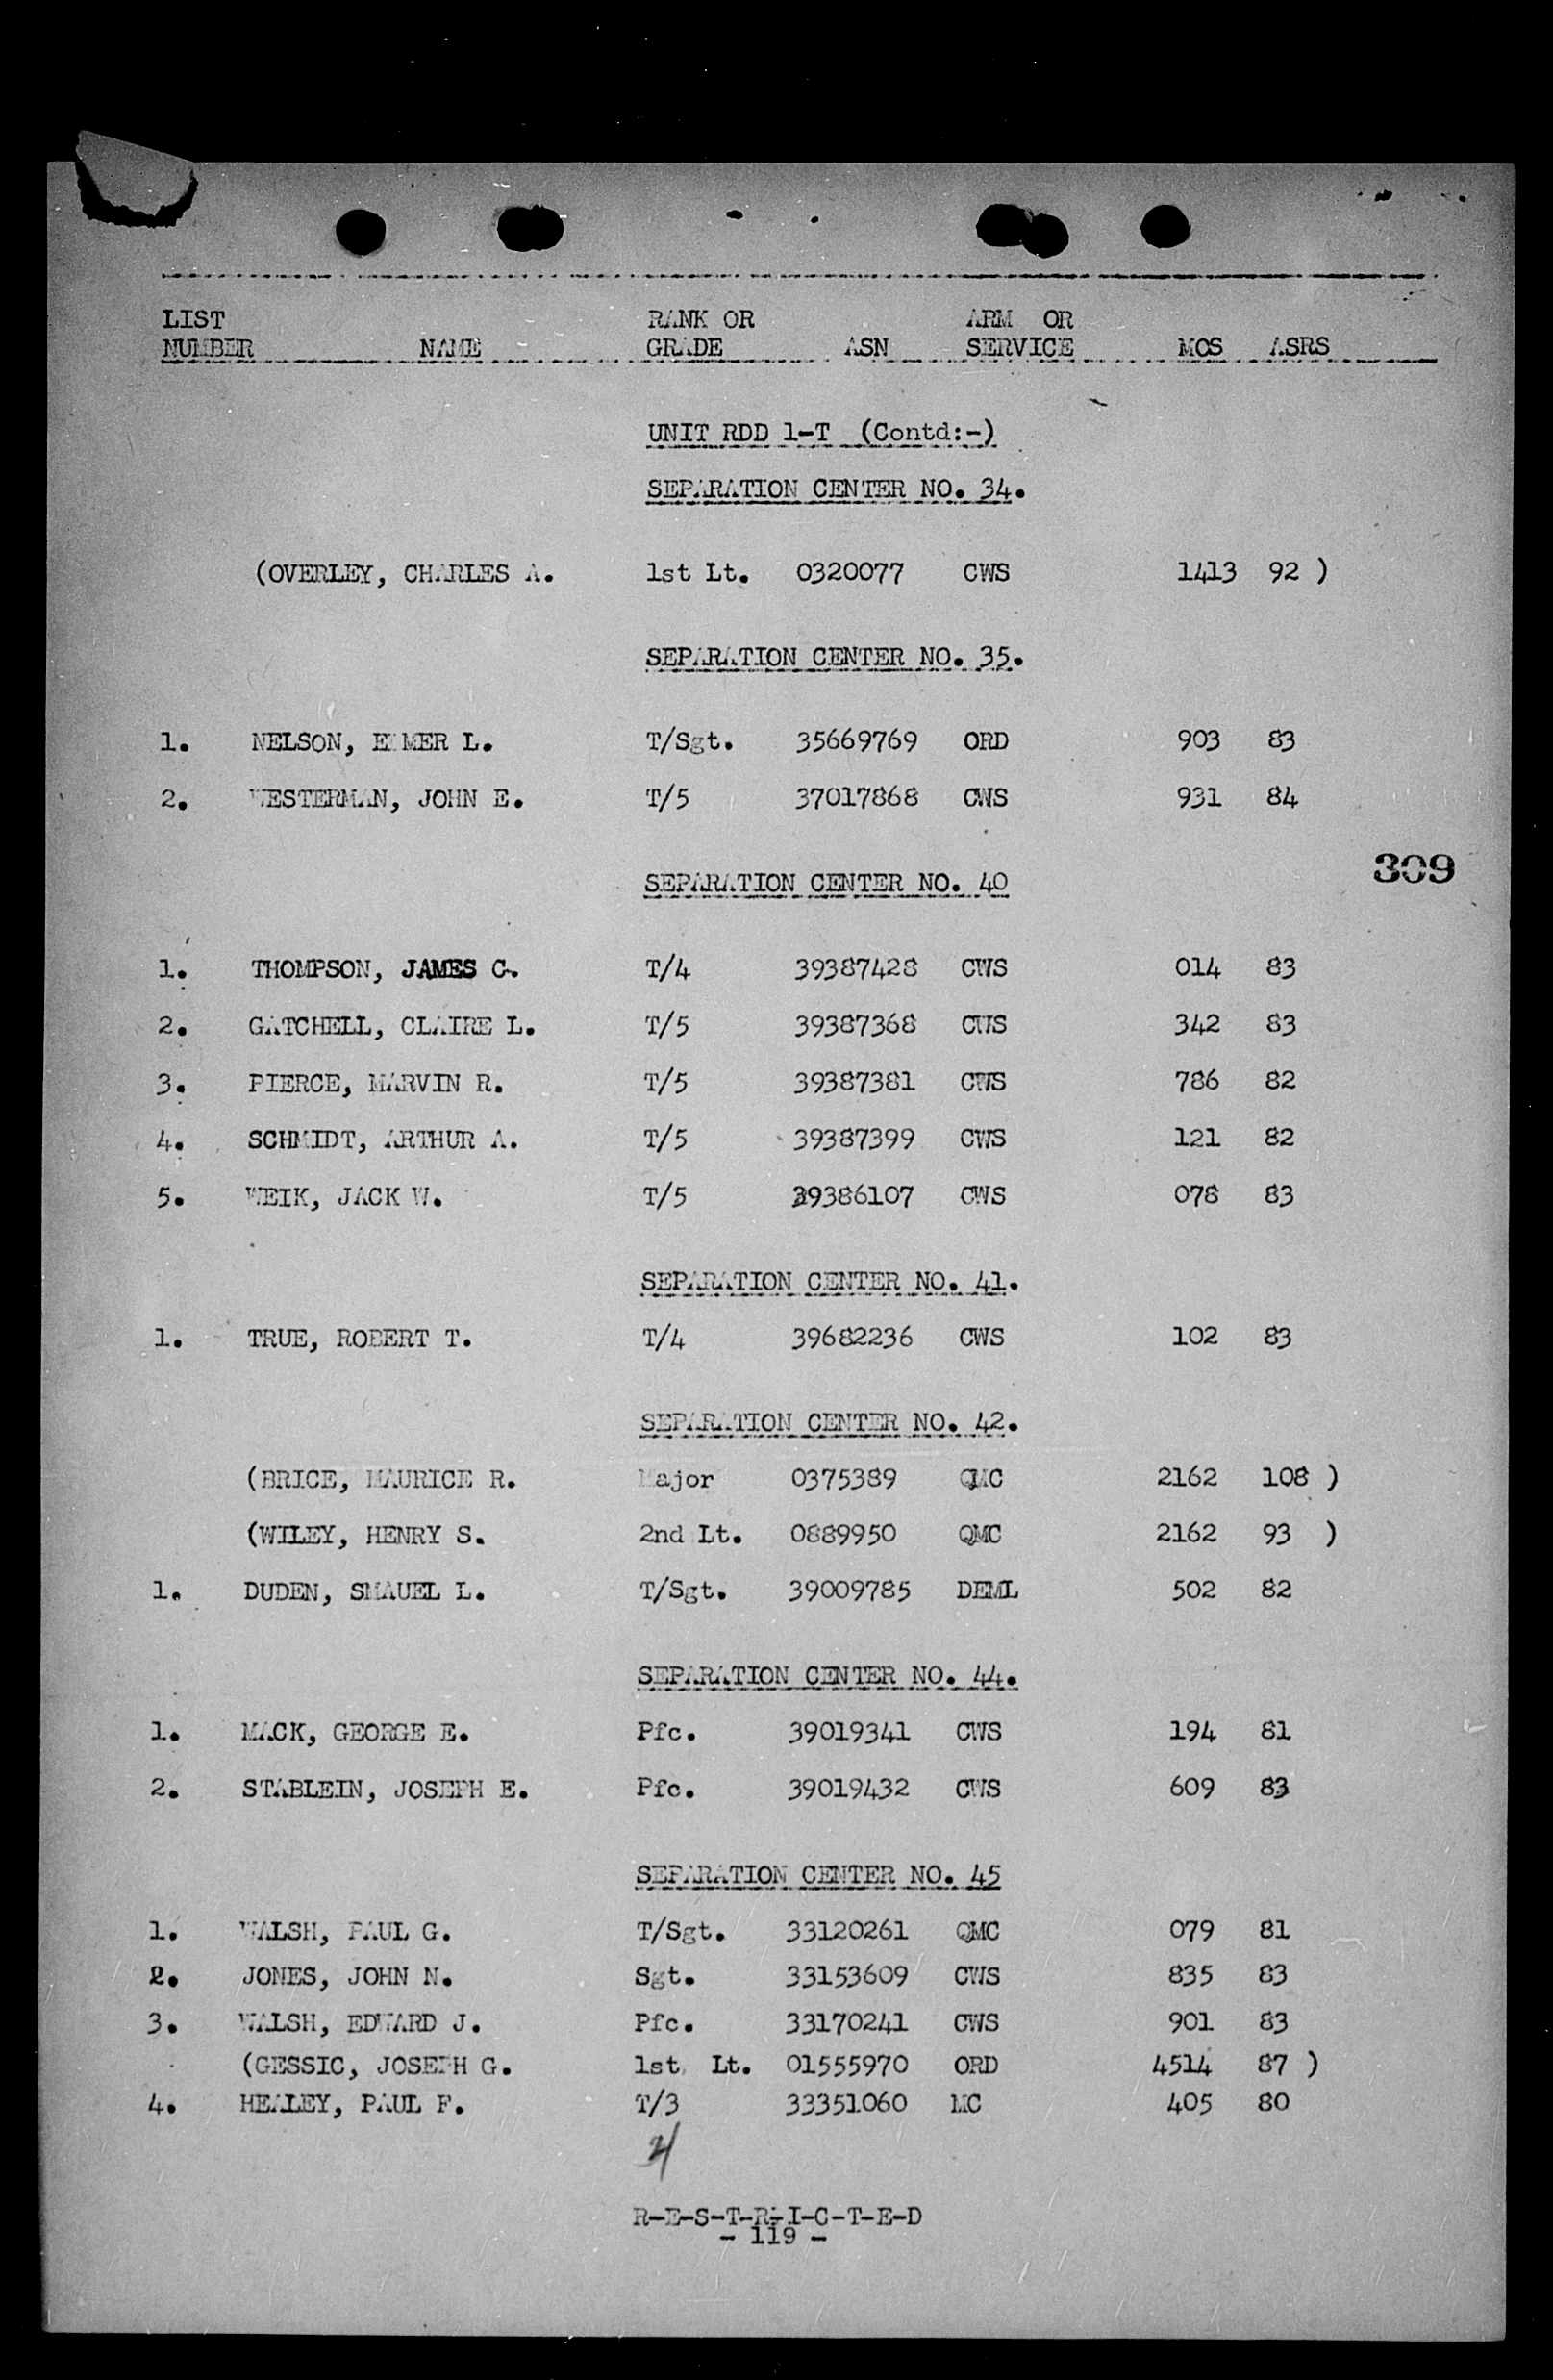 LIST RANK OR ARM OR
NUMBER NAME GRADE ASN SERVICE MOS ASRS
UNIT RDD 1-T (Contd:-)
SEPARATION CENTER NO. 34.
(OVERLEY, CHARLES A. 1st Lt. 0320077 CWS 1413 92 )
SEPARATION CENTER NO. 35.
1. NELSON, ELMER L. T/Sgt. 35669769 ORD 903 83
2. WESTERMAN, JOHN E. T/5 37017868 CWS 931 84
309
SEPARATION CENTER NO. 40
1. THOMPSON, JAMES C. T/4 39387428 CWS 014 83
2. GATCHELL, CLAIRE L. T/5 39387368 CWS 342 83
3. PIERCE, MARVIN R. T/5 39387381 CWS 786 82
4. SCHMIDT, ARTHUR A. T/5 39387399 CWS 121 82
5. WEIK, JACK W. T/5 39386107 CWS 078 83
SEPARATION CENTER NO. 41.
1. TRUE, ROBERT T. T/4 39682236 CWS 102 83
SEPARATION CENTER NO. 42.
(BRICE, MAURICE R. Major 0375389 QMC 2162 108 )
(WILEY, HENRY S. 2nd Lt. 0889950 QMC 2162 93 )
1. DUDEN, SMAUEL L. T/Sgt. 39009785 DEML 502 82
SEPARATION CENTER NO. 44.
1. MACK, GEORGE E. Pfc. 39019341 CWS 194 81
2. STABLEIN, JOSEPH E. Pfc. 39019432 CWS 609 83
SEPARATION CENTER NO. 45
1. WALSH, PAUL G. T/Sgt. 33120261 QMC 079 81
2. JONES, JOHN N. Sgt. 33153609 CWS 835 83
3. WALSH, EDWARD J. Pfc. 33170241 CWS 901 83
(GESSIC, JOSEPH G. 1st Lt. 01555970 ORD 4514 87 )
4. HEALEY, PAUL F. T/3 33351060 MC 405 80
R-E-S-T-R-I-C-T-E-D
- 119 -